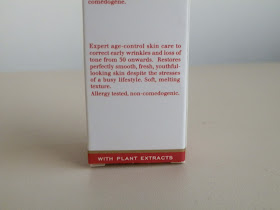 comedogène.
Expert age-control skin care to
correct early wrinkles and loss of
tone from 30 onwards. Restores
perfectly smooth, fresh, youthful-
looking skin despite the stresses
of a busy lifestyle. Soft, melting
texture.
Allergy tested, non-comedogenic.
WITH PLANT EXTRACTS